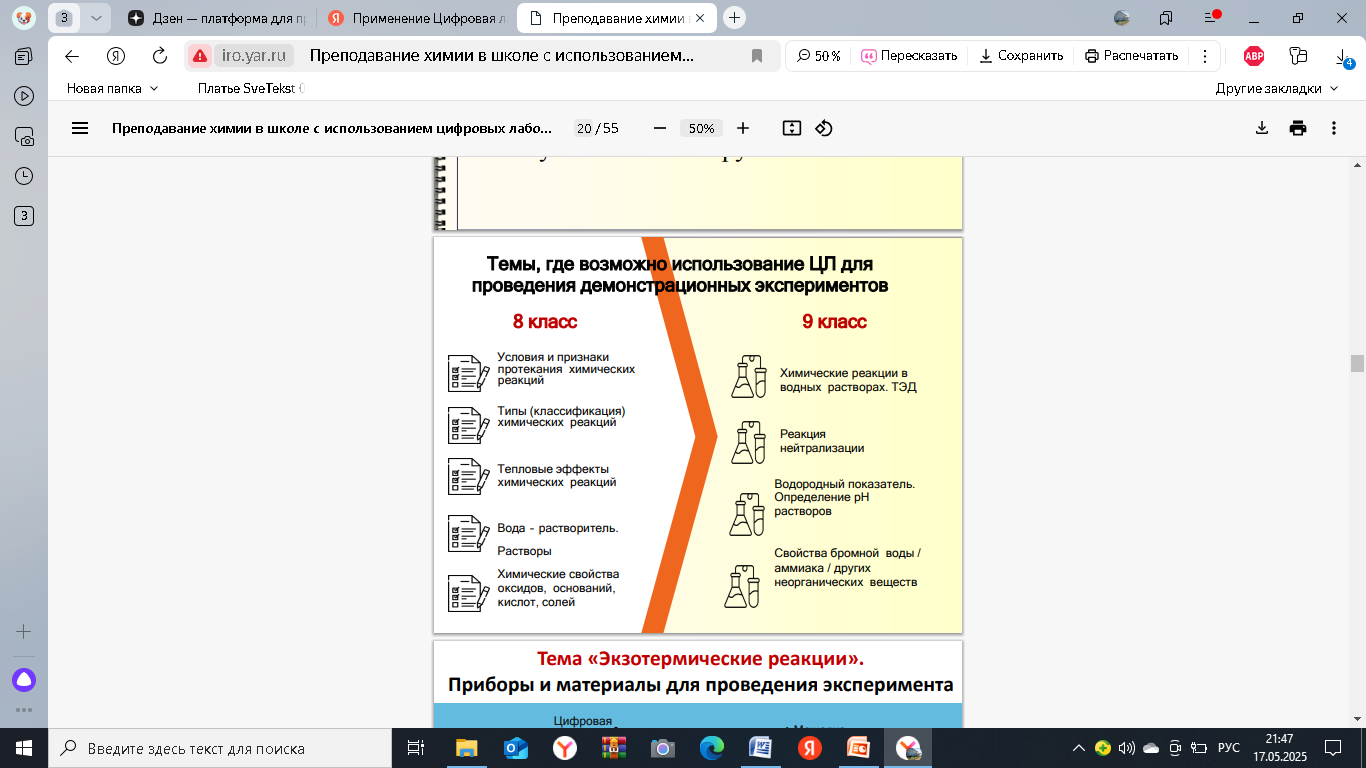 3
Дзен — платформа для пр
Применение Цифровая л
Преподавание химии
iro.yar.ru
Преподавание химии в школе с использованием...
50 %
Пересказать
Сохранить
Распечатать
ABP
4
Новая папка
Платье SveTekst
Другие закладки
Преподавание химии в школе с использованием цифровых лабо...
20 / 55
50%
3
Темы, где возможно использование ЦЛ для
проведения демонстрационных экспериментов
8 класс
Условия и признаки
протекания химических
реакций
Типы (классификация)
химических реакций
Тепловые эффекты
химических реакций
Вода - растворитель.
Растворы
Химические свойства
оксидов, оснований,
кислот, солей
9 класс
Химические реакции в
водных растворах. ТЭД
Реакция
нейтрализации
Водородный показатель.
Определение рН
растворов
Свойства бромной воды /
аммиака / других
неорганических веществ
Тема «Экзотермические реакции».
Приборы и материалы для проведения эксперимента
Цифровая
Введите здесь текст для поиска
РУС
21:47
17.05.2025